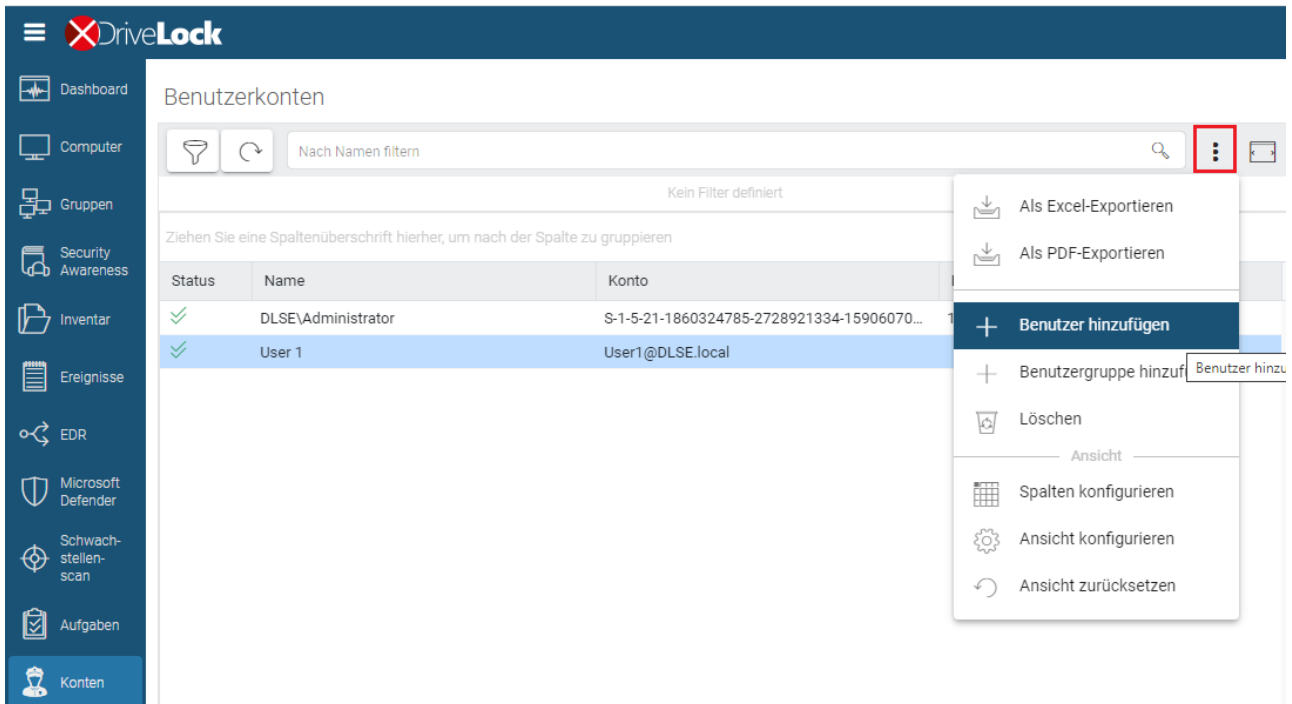 DriveLock
Dashboard
Computer
Gruppen
Security
Awareness
Inventar
Ereignisse
EDR
Microsoft
Defender
Schwach-
stellen-
scan
Aufgaben
Konten
Benutzerkonten
Nach Namen filtern
Kein Filter definiert
Ziehen Sie eine Spaltenüberschrift hierher, um nach der Spalte zu gruppieren
Status Name Konto
DLSE\Administrator S-1-5-21-1860324785-2728921334-15906070... 1
User 1 User1@DLSE.local
Als Excel-Exportieren
Als PDF-Exportieren
Benutzer hinzufügen
Benutzergruppe hinzuf
Benutzer hinzu
Löschen
Ansicht
Spalten konfigurieren
Ansicht konfigurieren
Ansicht zurücksetzen